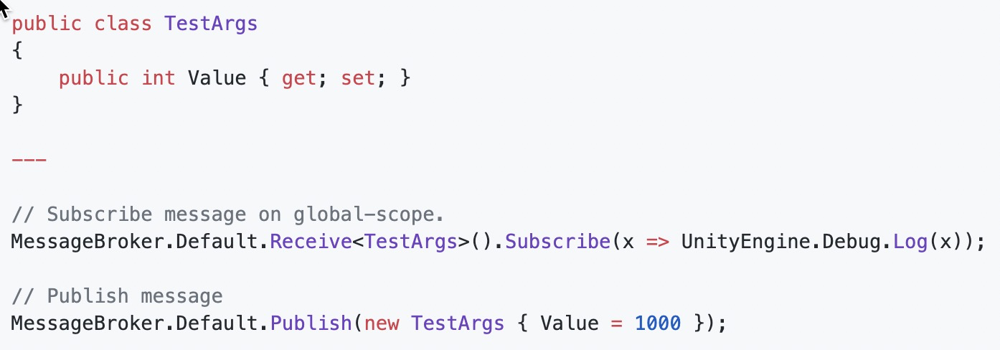 public class TestArgs
{
    public int Value { get; set; }
}
---
// Subscribe message on global-scope.
MessageBroker.Default.Receive<TestArgs>().Subscribe(x => UnityEngine.Debug.Log(x));
// Publish message
MessageBroker.Default.Publish(new TestArgs { Value = 1000 });